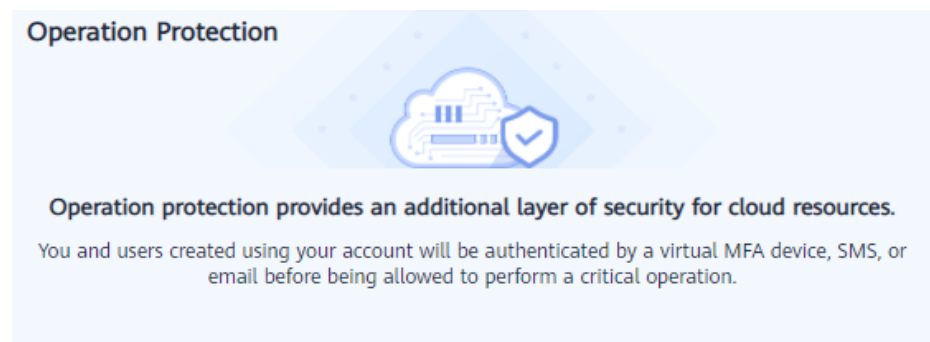 Operation Protection
Operation protection provides an additional layer of security for cloud resources.
You and users created using your account will be authenticated by a virtual MFA device, SMS, or
email before being allowed to perform a critical operation.